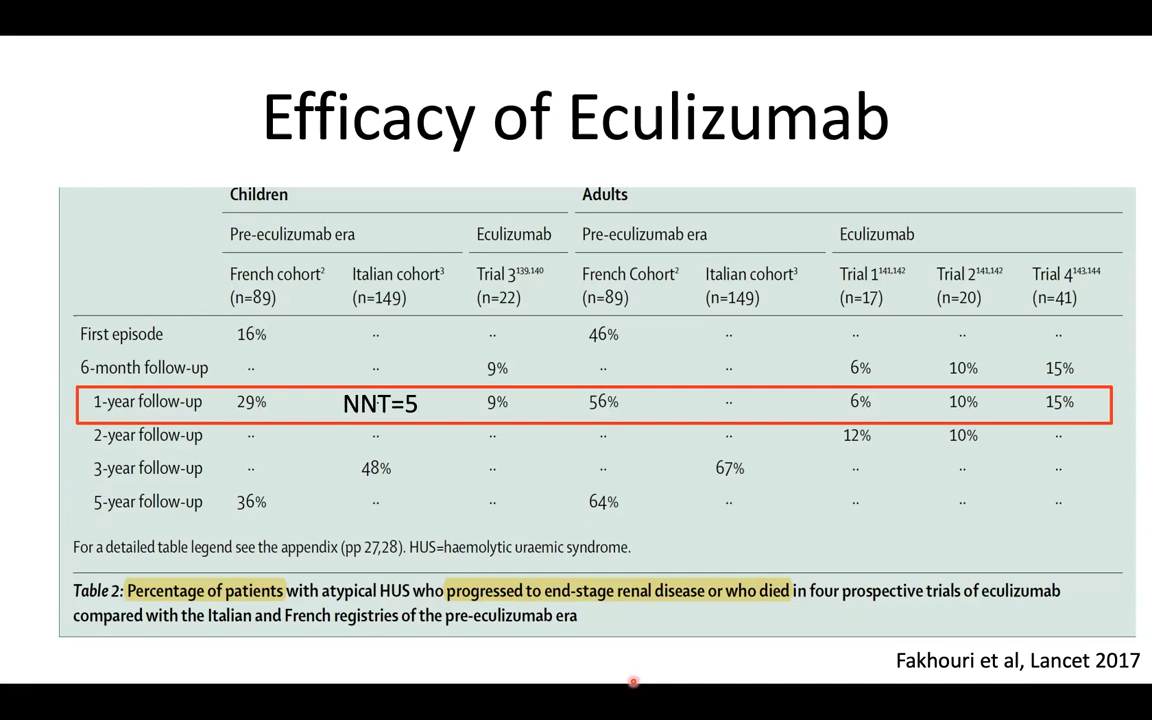 Efficacy of Eculizumab
Children Adults
Pre-eculizumab era Eculizumab Pre-eculizumab era Eculizumab
French cohort² Italian cohort³ Trial 3¹³⁹,¹⁴⁰ French Cohort² Italian cohort³ Trial 1¹⁴¹,¹⁴² Trial 2¹⁴¹,¹⁴² Trial 4¹⁴³,¹⁴⁴
(n=89) (n=149) (n=22) (n=89) (n=149) (n=17) (n=20) (n=41)
First episode 16% ·· ·· 46% ·· ·· ·· ··
6-month follow-up ·· ·· 9% ·· ·· 6% 10% 15%
1-year follow-up 29% NNT=5 9% 56% ·· 6% 10% 15%
2-year follow-up ·· ·· ·· ·· ·· 12% 10% ··
3-year follow-up ·· 48% ·· ·· 67% ·· ·· ··
5-year follow-up 36% ·· ·· 64% ·· ·· ·· ··
For a detailed table legend see the appendix (pp 27,28). HUS=haemolytic uraemic syndrome.
Table 2: Percentage of patients with atypical HUS who progressed to end-stage renal disease or who died in four prospective trials of eculizumab
compared with the Italian and French registries of the pre-eculizumab era
Fakhouri et al, Lancet 2017